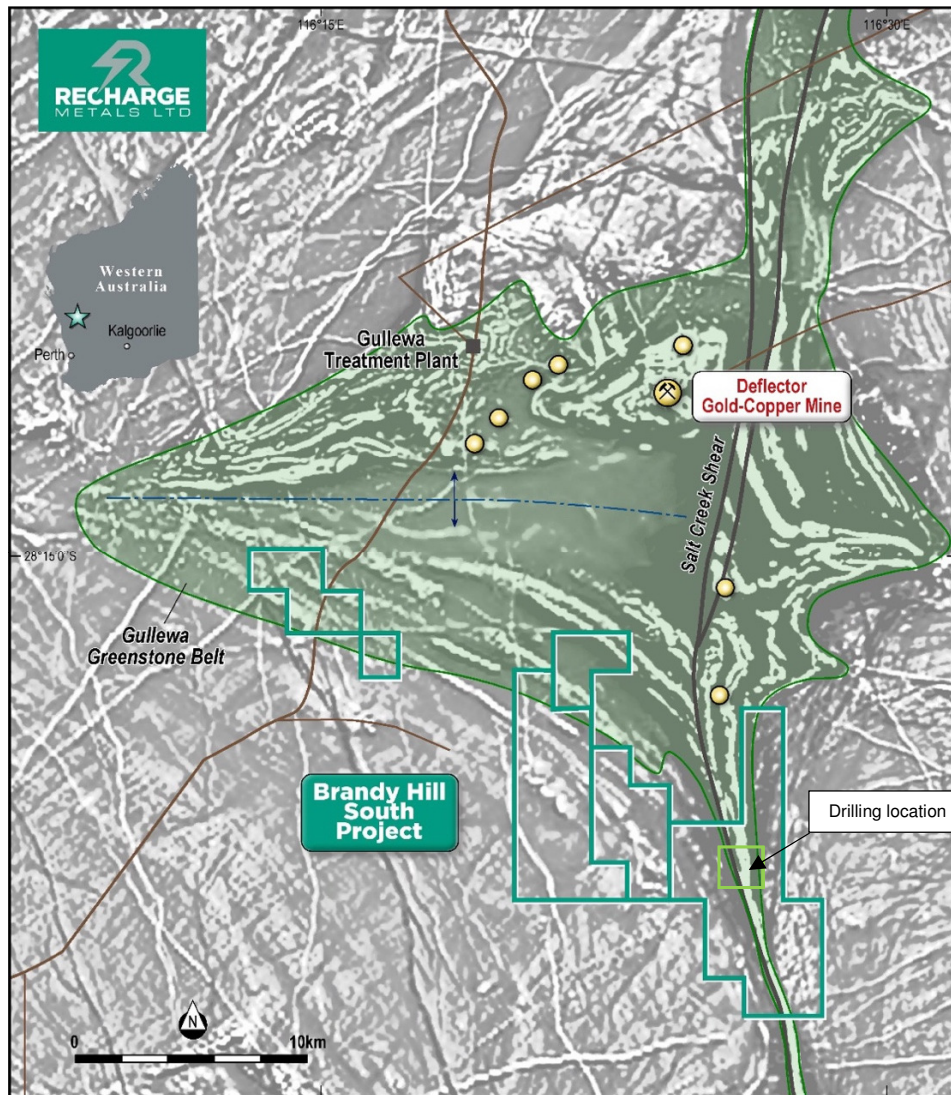 116°15'E
116°30'E
RECHARGE
METALS LTD
Western
Australia
Kalgoorlie
Perth
Gullewa
Treatment Plant
Deflector
Gold-Copper Mine
Salt Creek Shear
28°15'0"S
Gullewa
Greenstone Belt
Brandy Hill
South
Project
Drilling location
N
0
10km